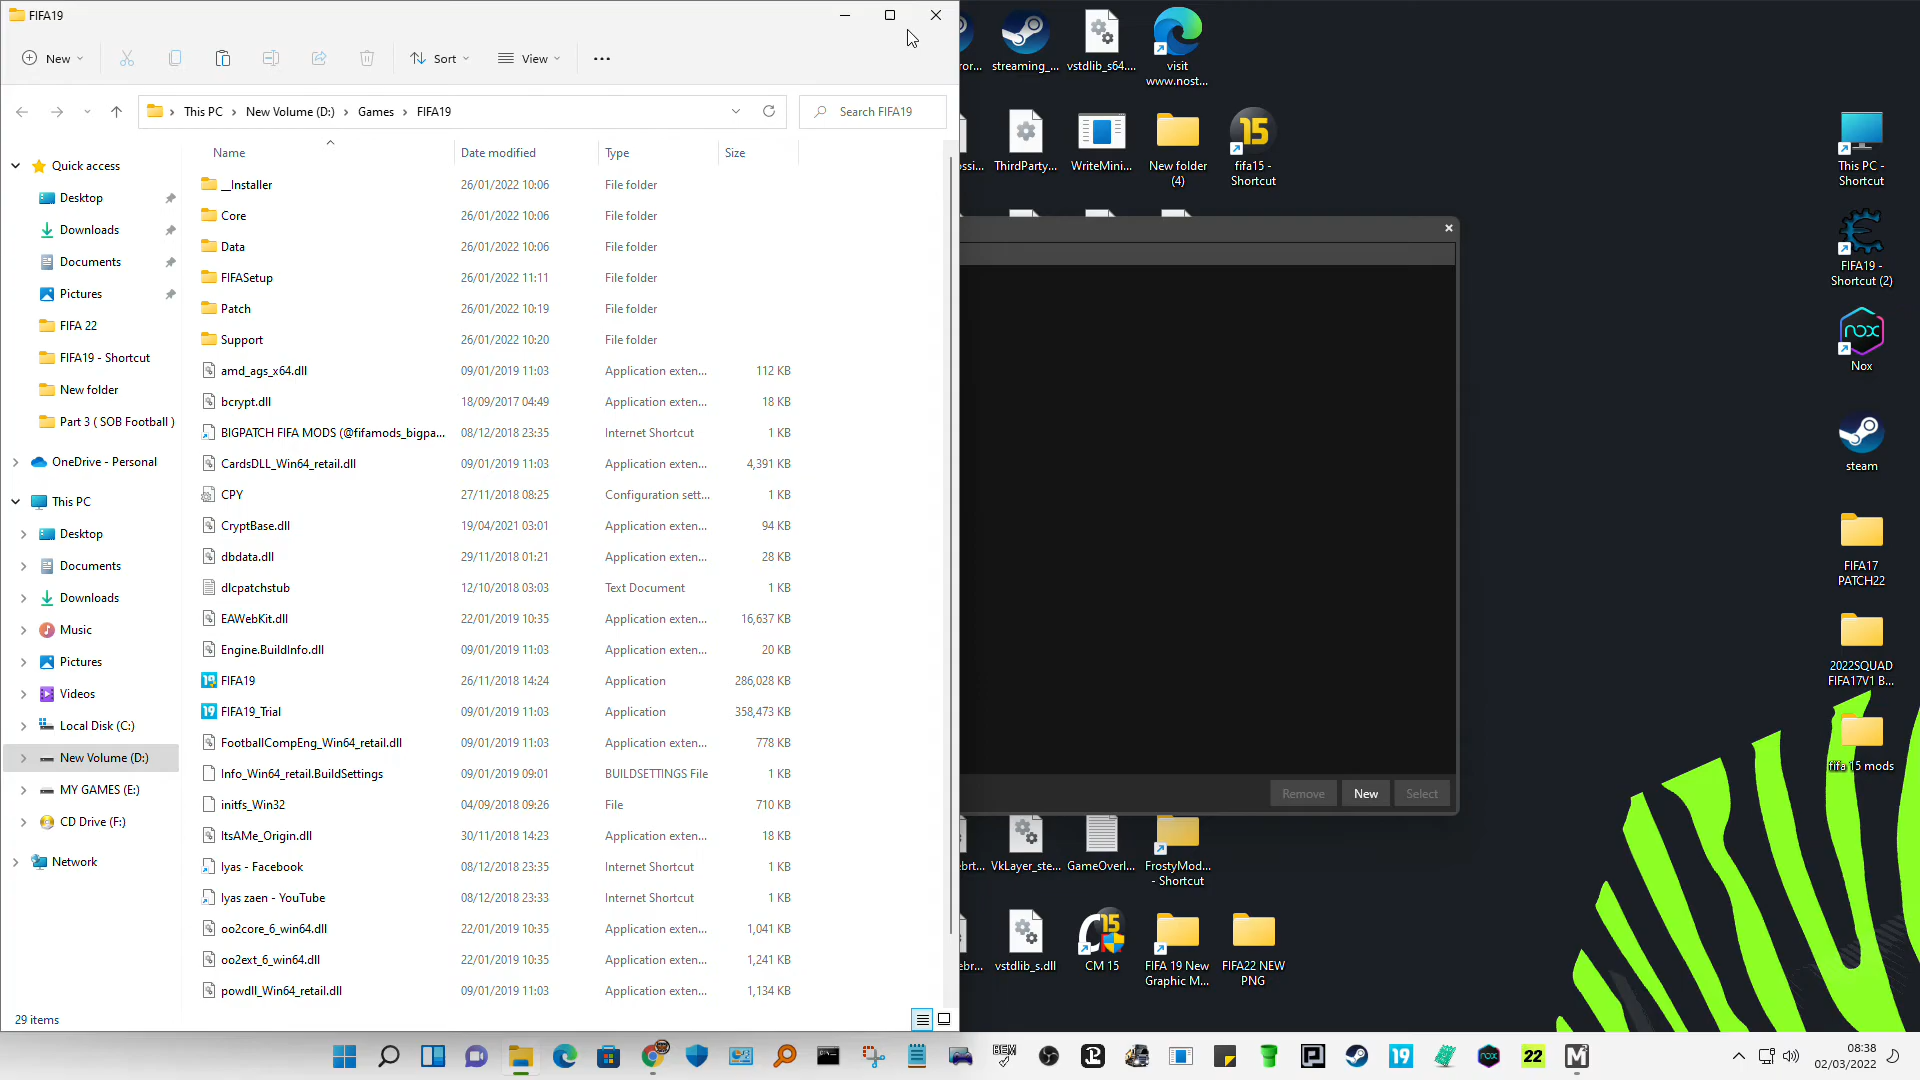 FIFA19
New
Sort
View
This PC
New Volume (D:)
Games
FIFA19
Search FIFA19
Name
Date modified
Type
Size
Quick access
Desktop
Downloads
Documents
Pictures
FIFA 22
FIFA19 - Shortcut
New folder
Part 3 ( SOB Football )
OneDrive - Personal
This PC
Desktop
Documents
Downloads
Music
Pictures
Videos
Local Disk (C:)
New Volume (D:)
MY GAMES (E:)
CD Drive (F:)
Network
__Installer 26/01/2022 10:06 File folder
Core 26/01/2022 10:06 File folder
Data 26/01/2022 10:06 File folder
FIFASetup 26/01/2022 11:11 File folder
Patch 26/01/2022 10:19 File folder
Support 26/01/2022 10:20 File folder
amd_ags_x64.dll 09/01/2019 11:03 Application exten... 112 KB
bcrypt.dll 18/09/2017 04:49 Application exten... 18 KB
BIGPATCH FIFA MODS (@fifamods_bigpa... 08/12/2018 23:35 Internet Shortcut 1 KB
CardsDLL_Win64_retail.dll 09/01/2019 11:03 Application exten... 4,391 KB
CPY 27/11/2018 08:25 Configuration sett... 1 KB
CryptBase.dll 19/04/2021 03:01 Application exten... 94 KB
dbdata.dll 29/11/2018 01:21 Application exten... 28 KB
dlcpatchstub 12/10/2018 03:03 Text Document 1 KB
EAWebKit.dll 22/01/2019 10:35 Application exten... 16,637 KB
Engine.BuildInfo.dll 09/01/2019 11:03 Application exten... 20 KB
FIFA19 26/11/2018 14:24 Application 286,028 KB
FIFA19_Trial 09/01/2019 11:03 Application 358,473 KB
FootballCompEng_Win64_retail.dll 09/01/2019 11:03 Application exten... 778 KB
Info_Win64_retail.BuildSettings 09/01/2019 09:01 BUILDSETTINGS File 1 KB
initfs_Win32 04/09/2018 09:26 File 710 KB
ItsAMe_Origin.dll 30/11/2018 14:23 Application exten... 18 KB
lyas - Facebook 08/12/2018 23:35 Internet Shortcut 1 KB
lyas zaen - YouTube 08/12/2018 23:33 Internet Shortcut 1 KB
oo2core_6_win64.dll 22/01/2019 10:35 Application exten... 1,041 KB
oo2ext_6_win64.dll 22/01/2019 10:35 Application exten... 1,241 KB
powdll_Win64_retail.dll 09/01/2019 11:03 Application exten... 1,134 KB
29 items
ror...
streaming_...
vstdlib_s64....
visit
www.nost...
ossi...
ThirdParty...
WriteMini...
New folder
(4)
15
fifa15 -
Shortcut
Remove
New
Select
ebrt...
VkLayer_ste...
GameOverl...
FrostyMod...
- Shortcut
ebr...
vstdlib_s.dll
15
CM 15
FIFA 19 New
Graphic M...
FIFA22 NEW
PNG
This PC -
Shortcut
FIFA19 -
Shortcut (2)
nox
Nox
steam
FIFA17
PATCH22
2022SQUAD
FIFA17V1 B...
fifa 15 mods
19
nox
22
M
08:38
02/03/2022